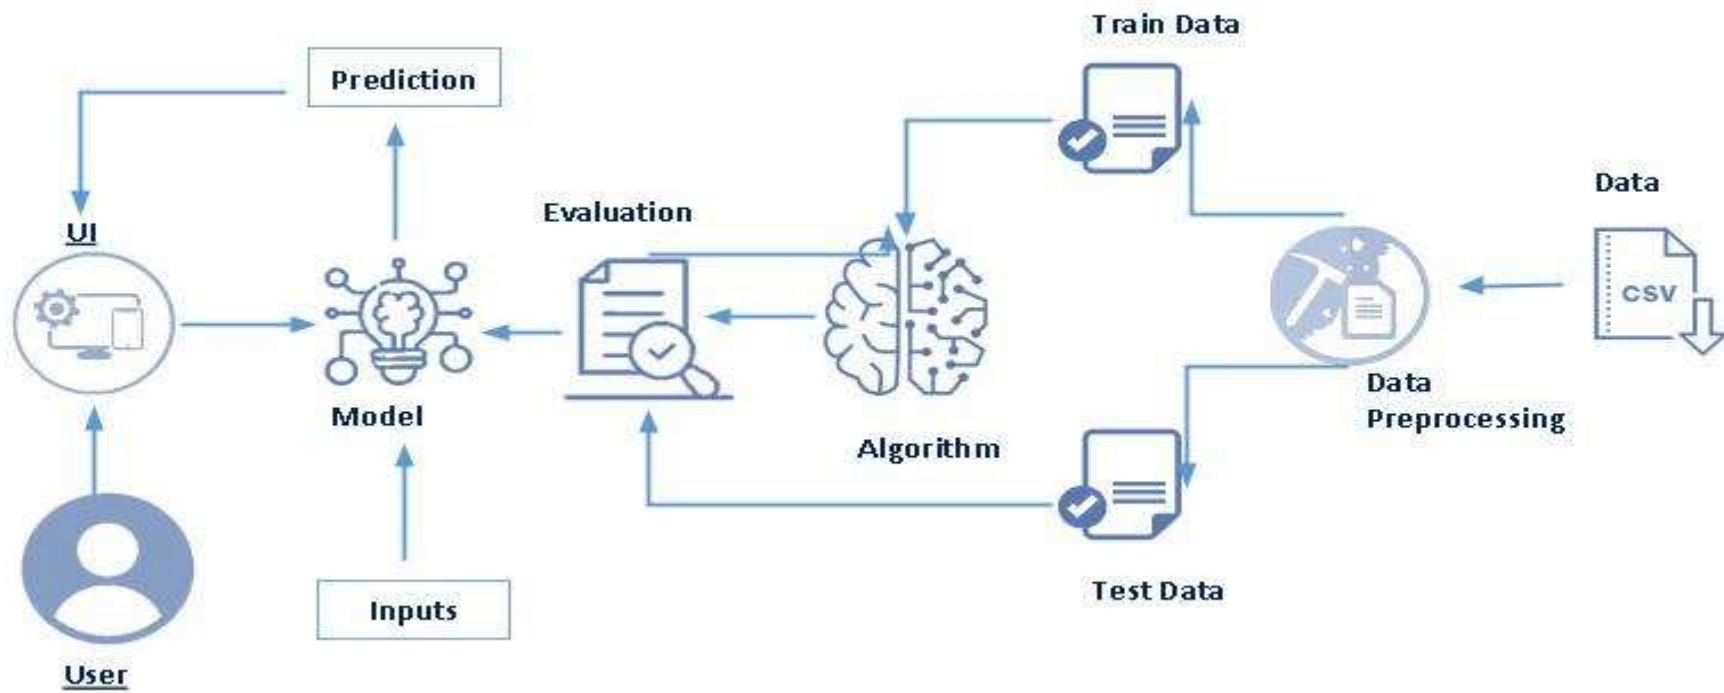 Train Data
Prediction
Data
Evaluation
UI
CSV
Data
Preprocessing
Model
Algorithm
Test Data
Inputs
User